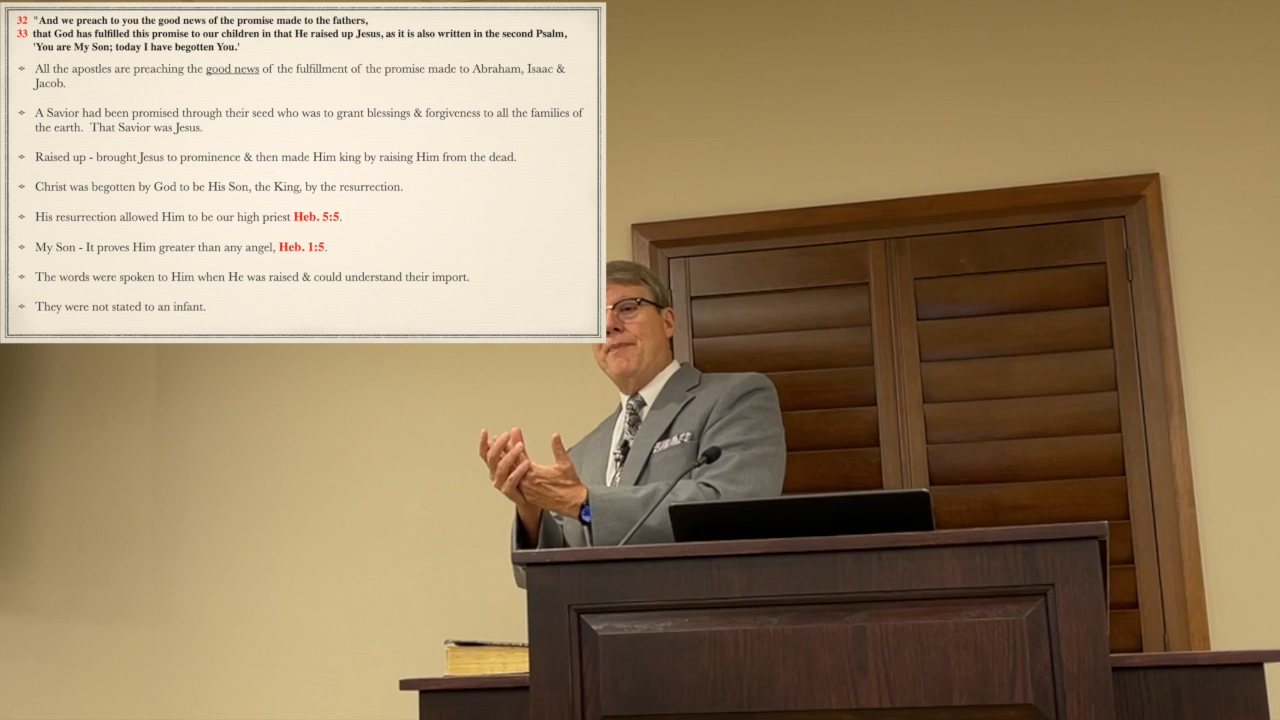 32 "And we preach to you the good news of the promise made to the fathers,
33 that God has fulfilled this promise to our children in that He raised up Jesus, as it is also written in the second Psalm,
'You are My Son; today I have begotten You.'
All the apostles are preaching the good news of the fulfillment of the promise made to Abraham, Isaac &
Jacob.
A Savior had been promised through their seed who was to grant blessings & forgiveness to all the families of
the earth. That Savior was Jesus.
Raised up - brought Jesus to prominence & then made Him king by raising Him from the dead.
Christ was begotten by God to be His Son, the King, by the resurrection.
His resurrection allowed Him to be our high priest Heb. 5:5.
My Son - It proves Him greater than any angel, Heb. 1:5.
The words were spoken to Him when He was raised & could understand their import.
They were not stated to an infant.